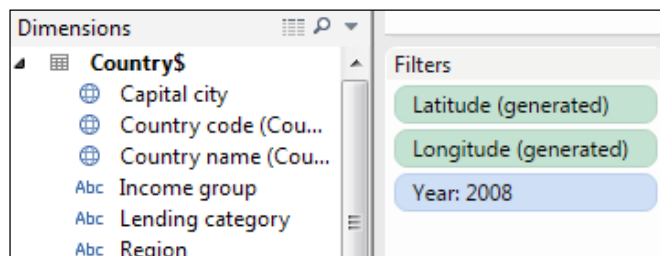 Dimensions
Country$
Capital city
Country code (Cou...
Country name (Cou...
Abc Income group
Abc Lending category
Abc Region
Filters
Latitude (generated)
Longitude (generated)
Year: 2008